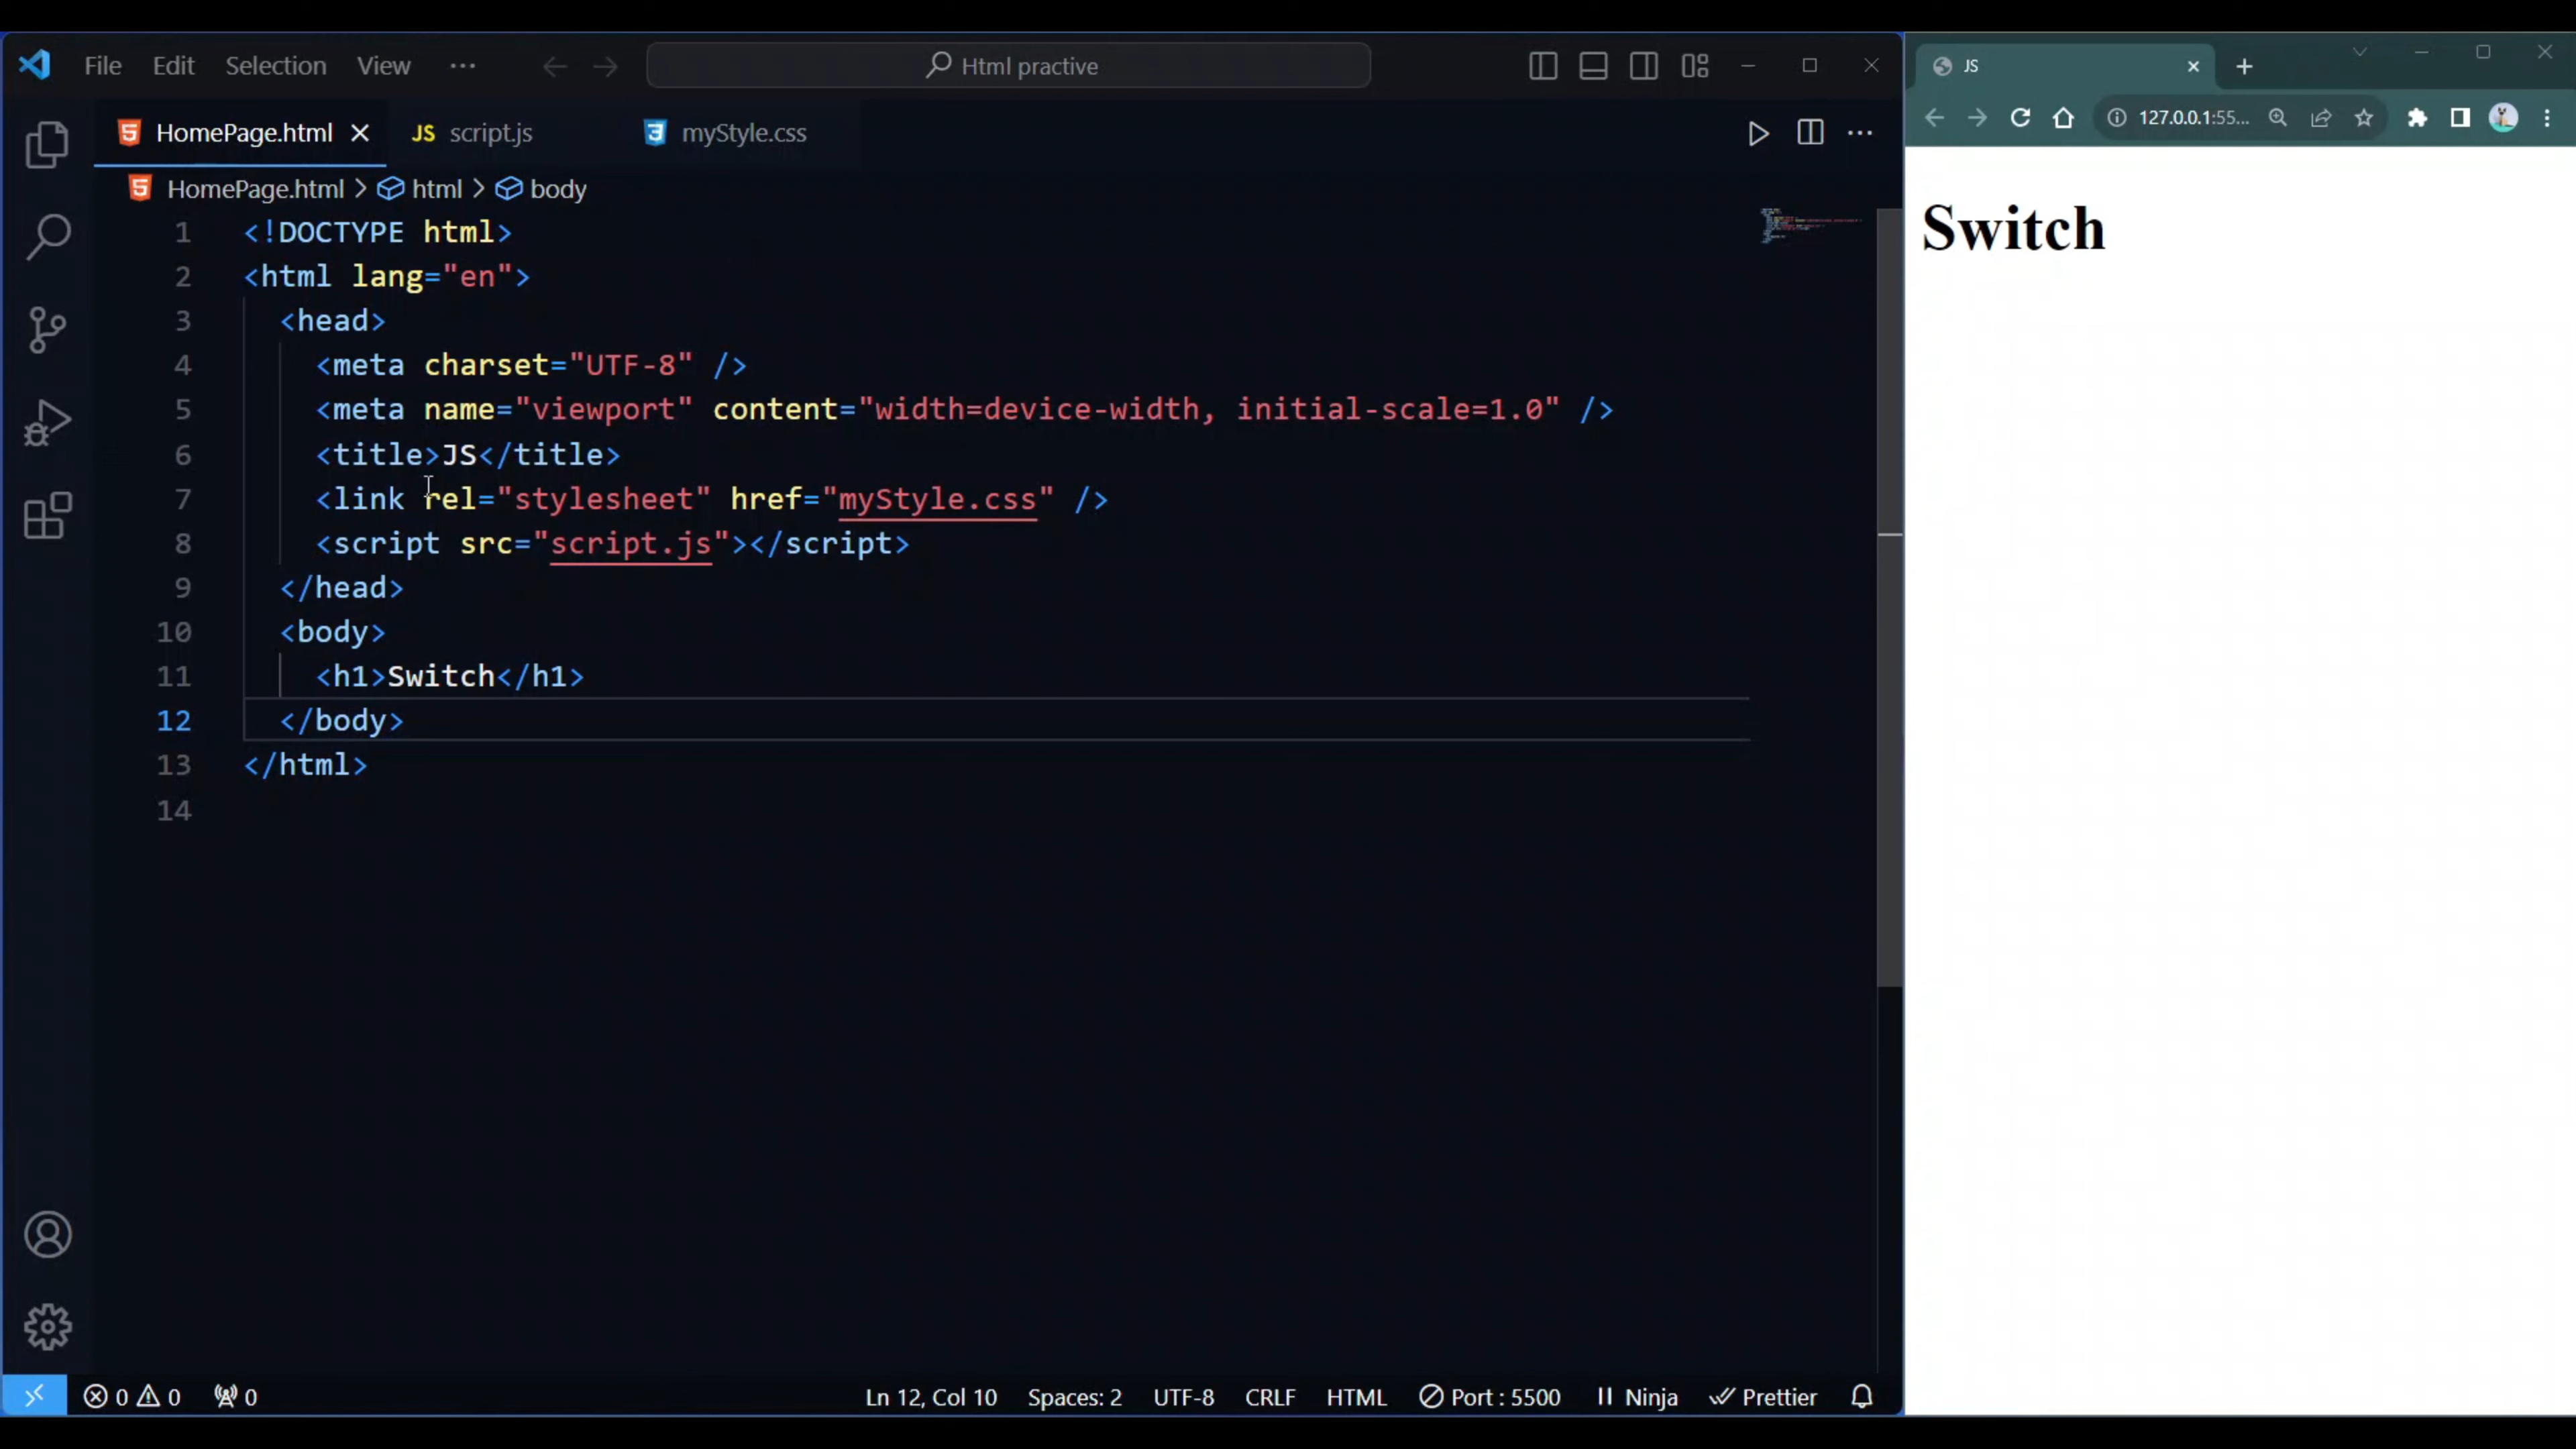 File Edit Selection View ··· Html practive
HomePage.html JS script.js myStyle.css
HomePage.html > html > body
1 <!DOCTYPE html>
2 <html lang="en">
3 <head>
4 <meta charset="UTF-8" />
5 <meta name="viewport" content="width=device-width, initial-scale=1.0" />
6 <title>JS</title>
7 <link rel="stylesheet" href="myStyle.css" />
8 <script src="script.js"></script>
9 </head>
10 <body>
11 <h1>Switch</h1>
12 </body>
13 </html>
14
0 0 0 Ln 12, Col 10 Spaces: 2 UTF-8 CRLF HTML Port : 5500 Ninja Prettier
JS
127.0.0.1:55...
Switch